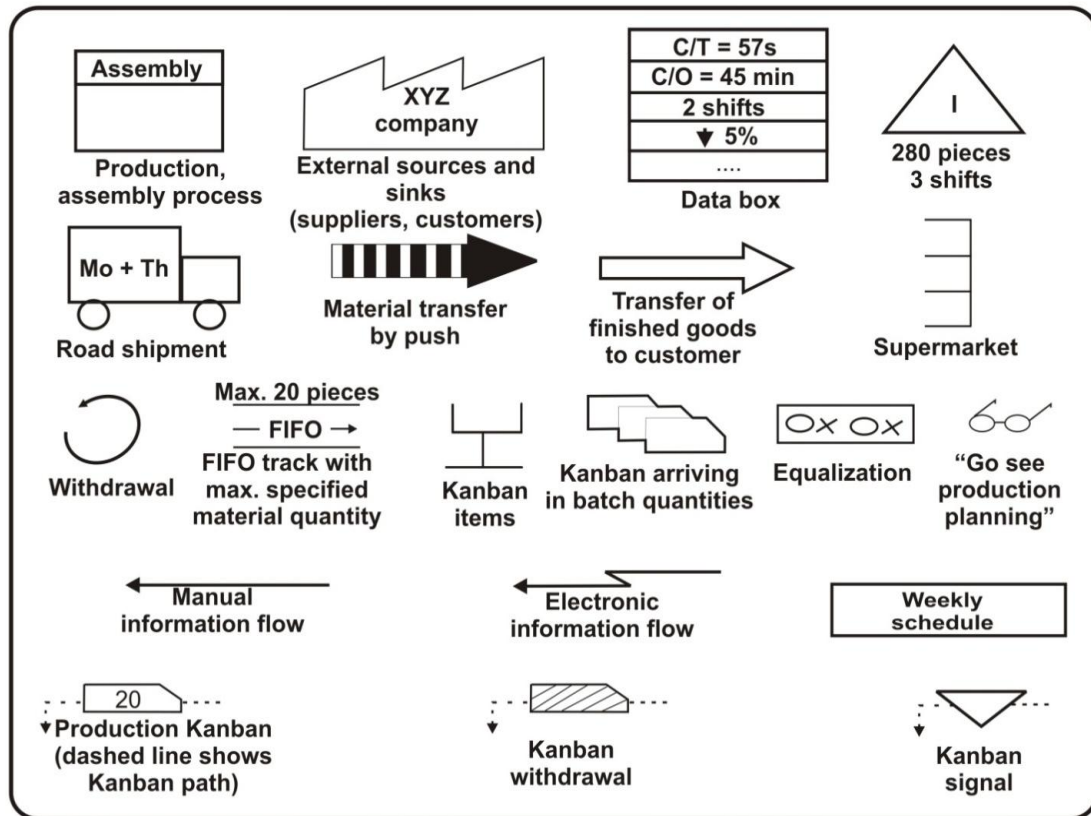 Assembly
Production,
assembly process
XYZ
company
External sources and
sinks
(suppliers, customers)
C/T = 57s
C/O = 45 min
2 shifts
5%
....
Data box
I
280 pieces
3 shifts
Mo + Th
Road shipment
Material transfer
by push
Transfer of
finished goods
to customer
Supermarket
Withdrawal
Max. 20 pieces
FIFO
FIFO track with
max. specified
material quantity
Kanban
items
Kanban arriving
in batch quantities
Equalization
“Go see
production
planning”
Manual
information flow
Electronic
information flow
Weekly
schedule
20
Production Kanban
(dashed line shows
Kanban path)
Kanban
withdrawal
Kanban
signal